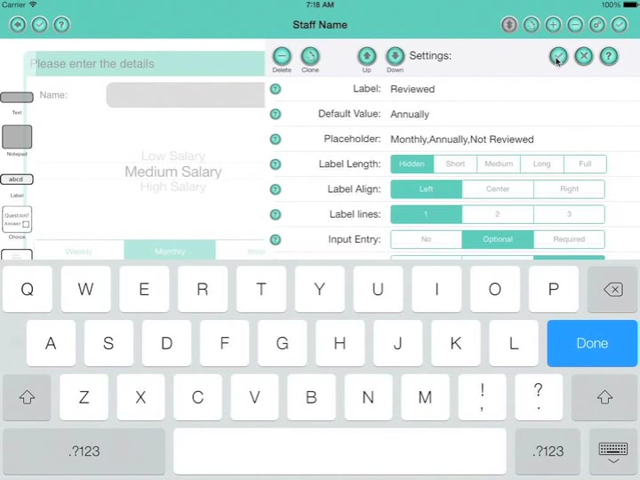 Carrier
7:18 AM
100%
Staff Name
Please enter the details
Settings:
Delete
Clone
Up
Down
Name:
Label:
Reviewed
Default Value:
Annually
Placeholder:
Monthly,Annually,Not Reviewed
Text
Notepad
abcd
Label
Question?
Answer
Choice
Low Salary
Medium Salary
High Salary
Label Length:
Hidden
Short
Medium
Long
Full
Label Align:
Left
Center
Right
Label lines:
1
2
3
Input Entry:
No
Optional
Required
Weekly
Monthly
Q W E R T Y U I O P
A S D F G H J K L
Done
Z X C V B N M ! , ? .
.?123
.?123